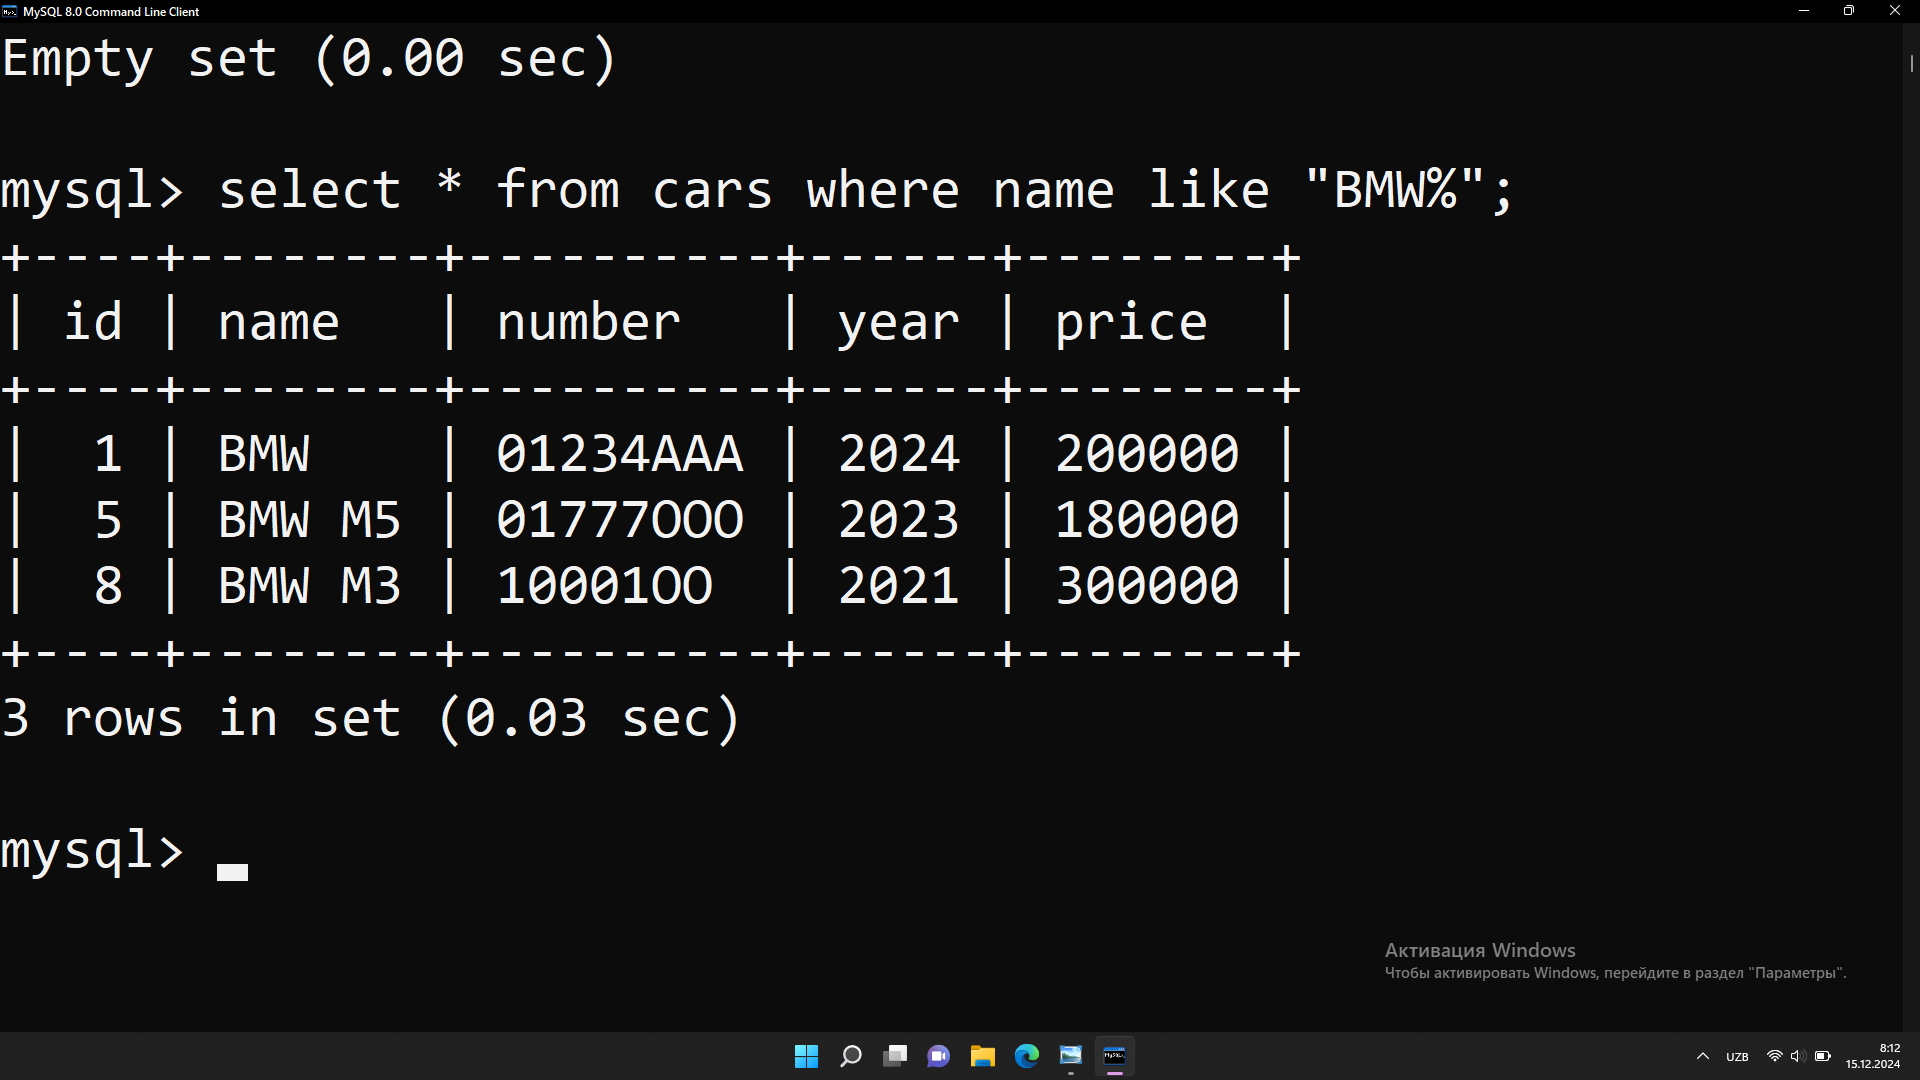 MySQL 8.0 Command Line Client
Empty set (0.00 sec)
mysql> select * from cars where name like "BMW%";
+----+--------+----------+------+--------+
| id | name   | number   | year | price  |
+----+--------+----------+------+--------+
|  1 | BMW    | 01234AAA | 2024 | 200000 |
|  5 | BMW M5 | 01777OOO | 2023 | 180000 |
|  8 | BMW M3 | 10001OO  | 2021 | 300000 |
+----+--------+----------+------+--------+
3 rows in set (0.03 sec)
mysql>
Активация Windows
Чтобы активировать Windows, перейдите в раздел "Параметры".
UZB
8:12
15.12.2024